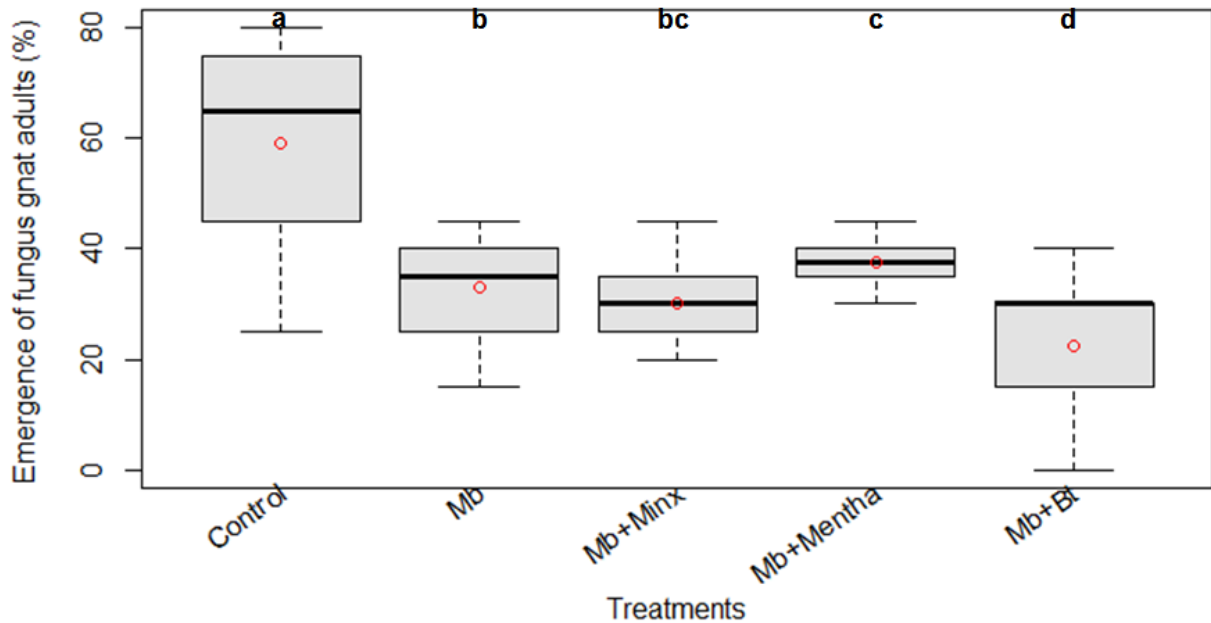 a b bc c d
Emergence of fungus gnat adults (%)
80
60
40
20
0
Control Mb Mb+Minx Mb+Mentha Mb+Bt
Treatments